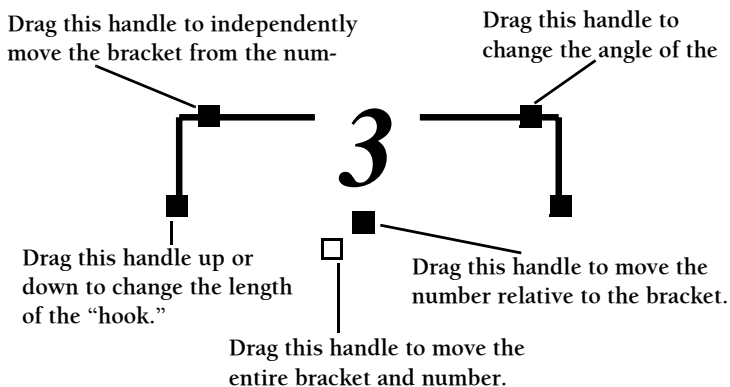 Drag this handle to independently
move the bracket from the num-
Drag this handle to
change the angle of the
3
Drag this handle up or
down to change the length
of the “hook.”
Drag this handle to move the
number relative to the bracket.
Drag this handle to move the
entire bracket and number.